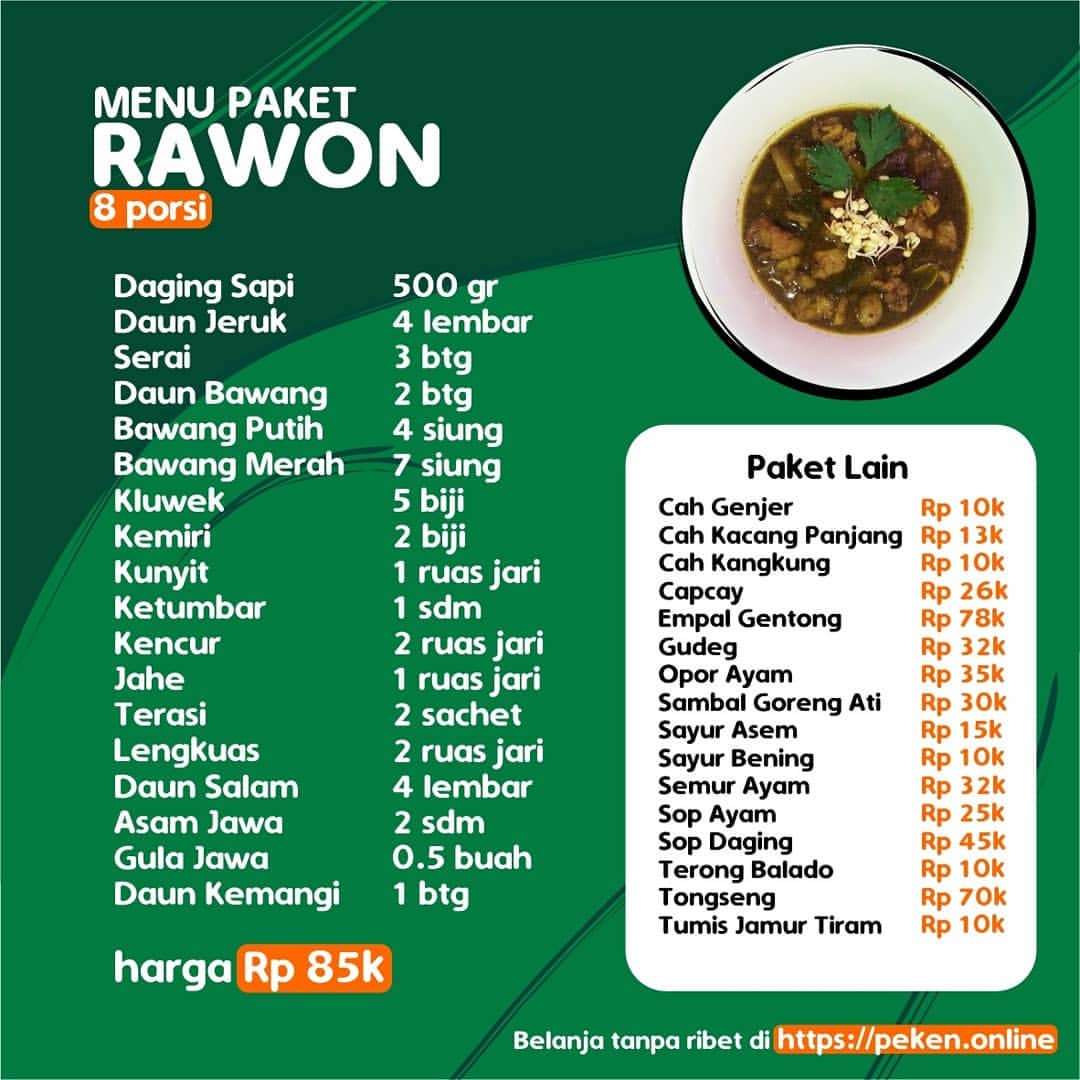 MENU PAKET
RAWON
8 porsi
Daging Sapi 500 gr
Daun Jeruk 4 lembar
Serai 3 btg
Daun Bawang 2 btg
Bawang Putih 4 siung
Bawang Merah 7 siung
Kluwek 5 biji
Kemiri 2 biji
Kunyit 1 ruas jari
Ketumbar 1 sdm
Kencur 2 ruas jari
Jahe 1 ruas jari
Terasi 2 sachet
Lengkuas 2 ruas jari
Daun Salam 4 lembar
Asam Jawa 2 sdm
Gula Jawa 0.5 buah
Daun Kemangi 1 btg
harga Rp 85k
Paket Lain
Cah Genjer Rp 10k
Cah Kacang Panjang Rp 13k
Cah Kangkung Rp 10k
Capcay Rp 26k
Empal Gentong Rp 78k
Gudeg Rp 32k
Opor Ayam Rp 35k
Sambal Goreng Ati Rp 30k
Sayur Asem Rp 15k
Sayur Bening Rp 10k
Semur Ayam Rp 32k
Sop Ayam Rp 25k
Sop Daging Rp 45k
Terong Balado Rp 10k
Tongseng Rp 70k
Tumis Jamur Tiram Rp 10k
Belanja tanpa ribet di https://peken.online